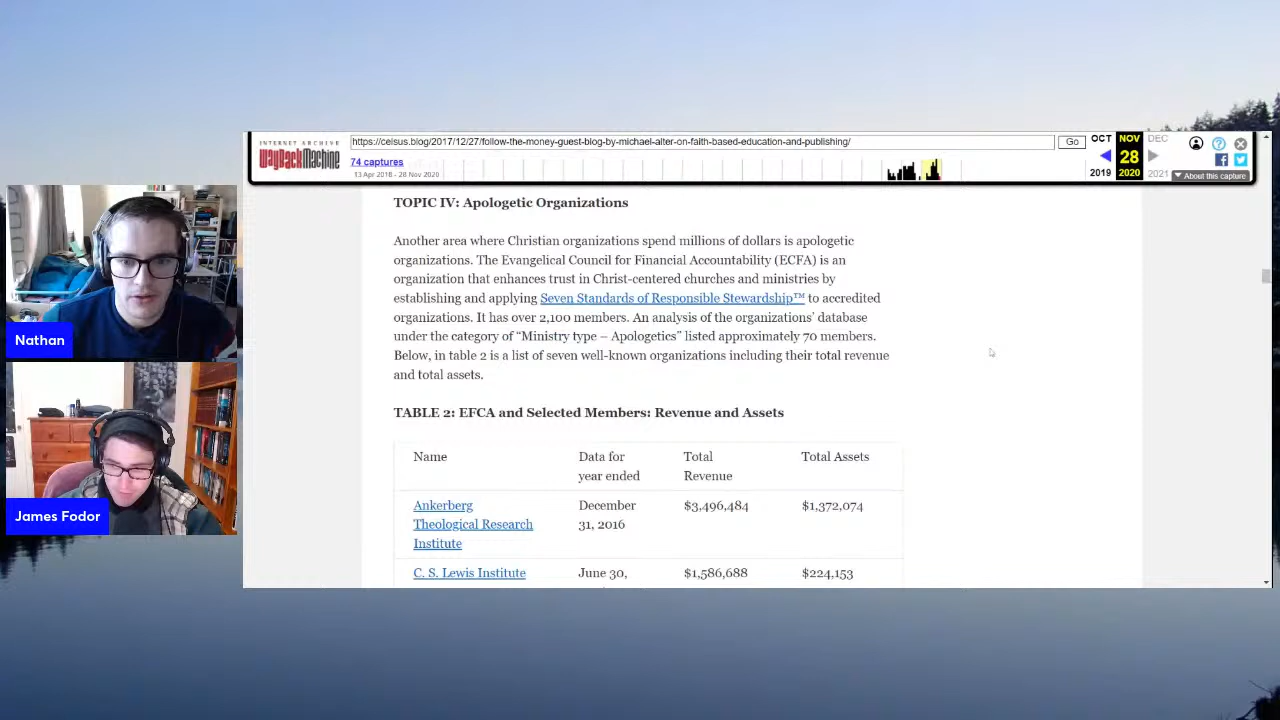 INTERNET ARCHIVE
WayBackMachine
https://celsus.blog/2017/12/27/follow-the-money-guest-blog-by-michael-alter-on-faith-based-education-and-publishing/
Go
OCT
NOV
DEC
74 captures
28
13 Apr 2018 - 28 Nov 2020
2019
2020
2021
About this capture
TOPIC IV: Apologetic Organizations
Another area where Christian organizations spend millions of dollars is apologetic
organizations. The Evangelical Council for Financial Accountability (ECFA) is an
organization that enhances trust in Christ-centered churches and ministries by
establishing and applying Seven Standards of Responsible Stewardship™ to accredited
organizations. It has over 2,100 members. An analysis of the organizations’ database
under the category of “Ministry type – Apologetics” listed approximately 70 members.
Below, in table 2 is a list of seven well-known organizations including their total revenue
and total assets.
TABLE 2: EFCA and Selected Members: Revenue and Assets
Name
Data for
year ended
Total
Revenue
Total Assets
Ankerberg
Theological Research
Institute
December
31, 2016
$3,496,484
$1,372,074
C. S. Lewis Institute
June 30,
$1,586,688
$224,153
Nathan
James Fodor